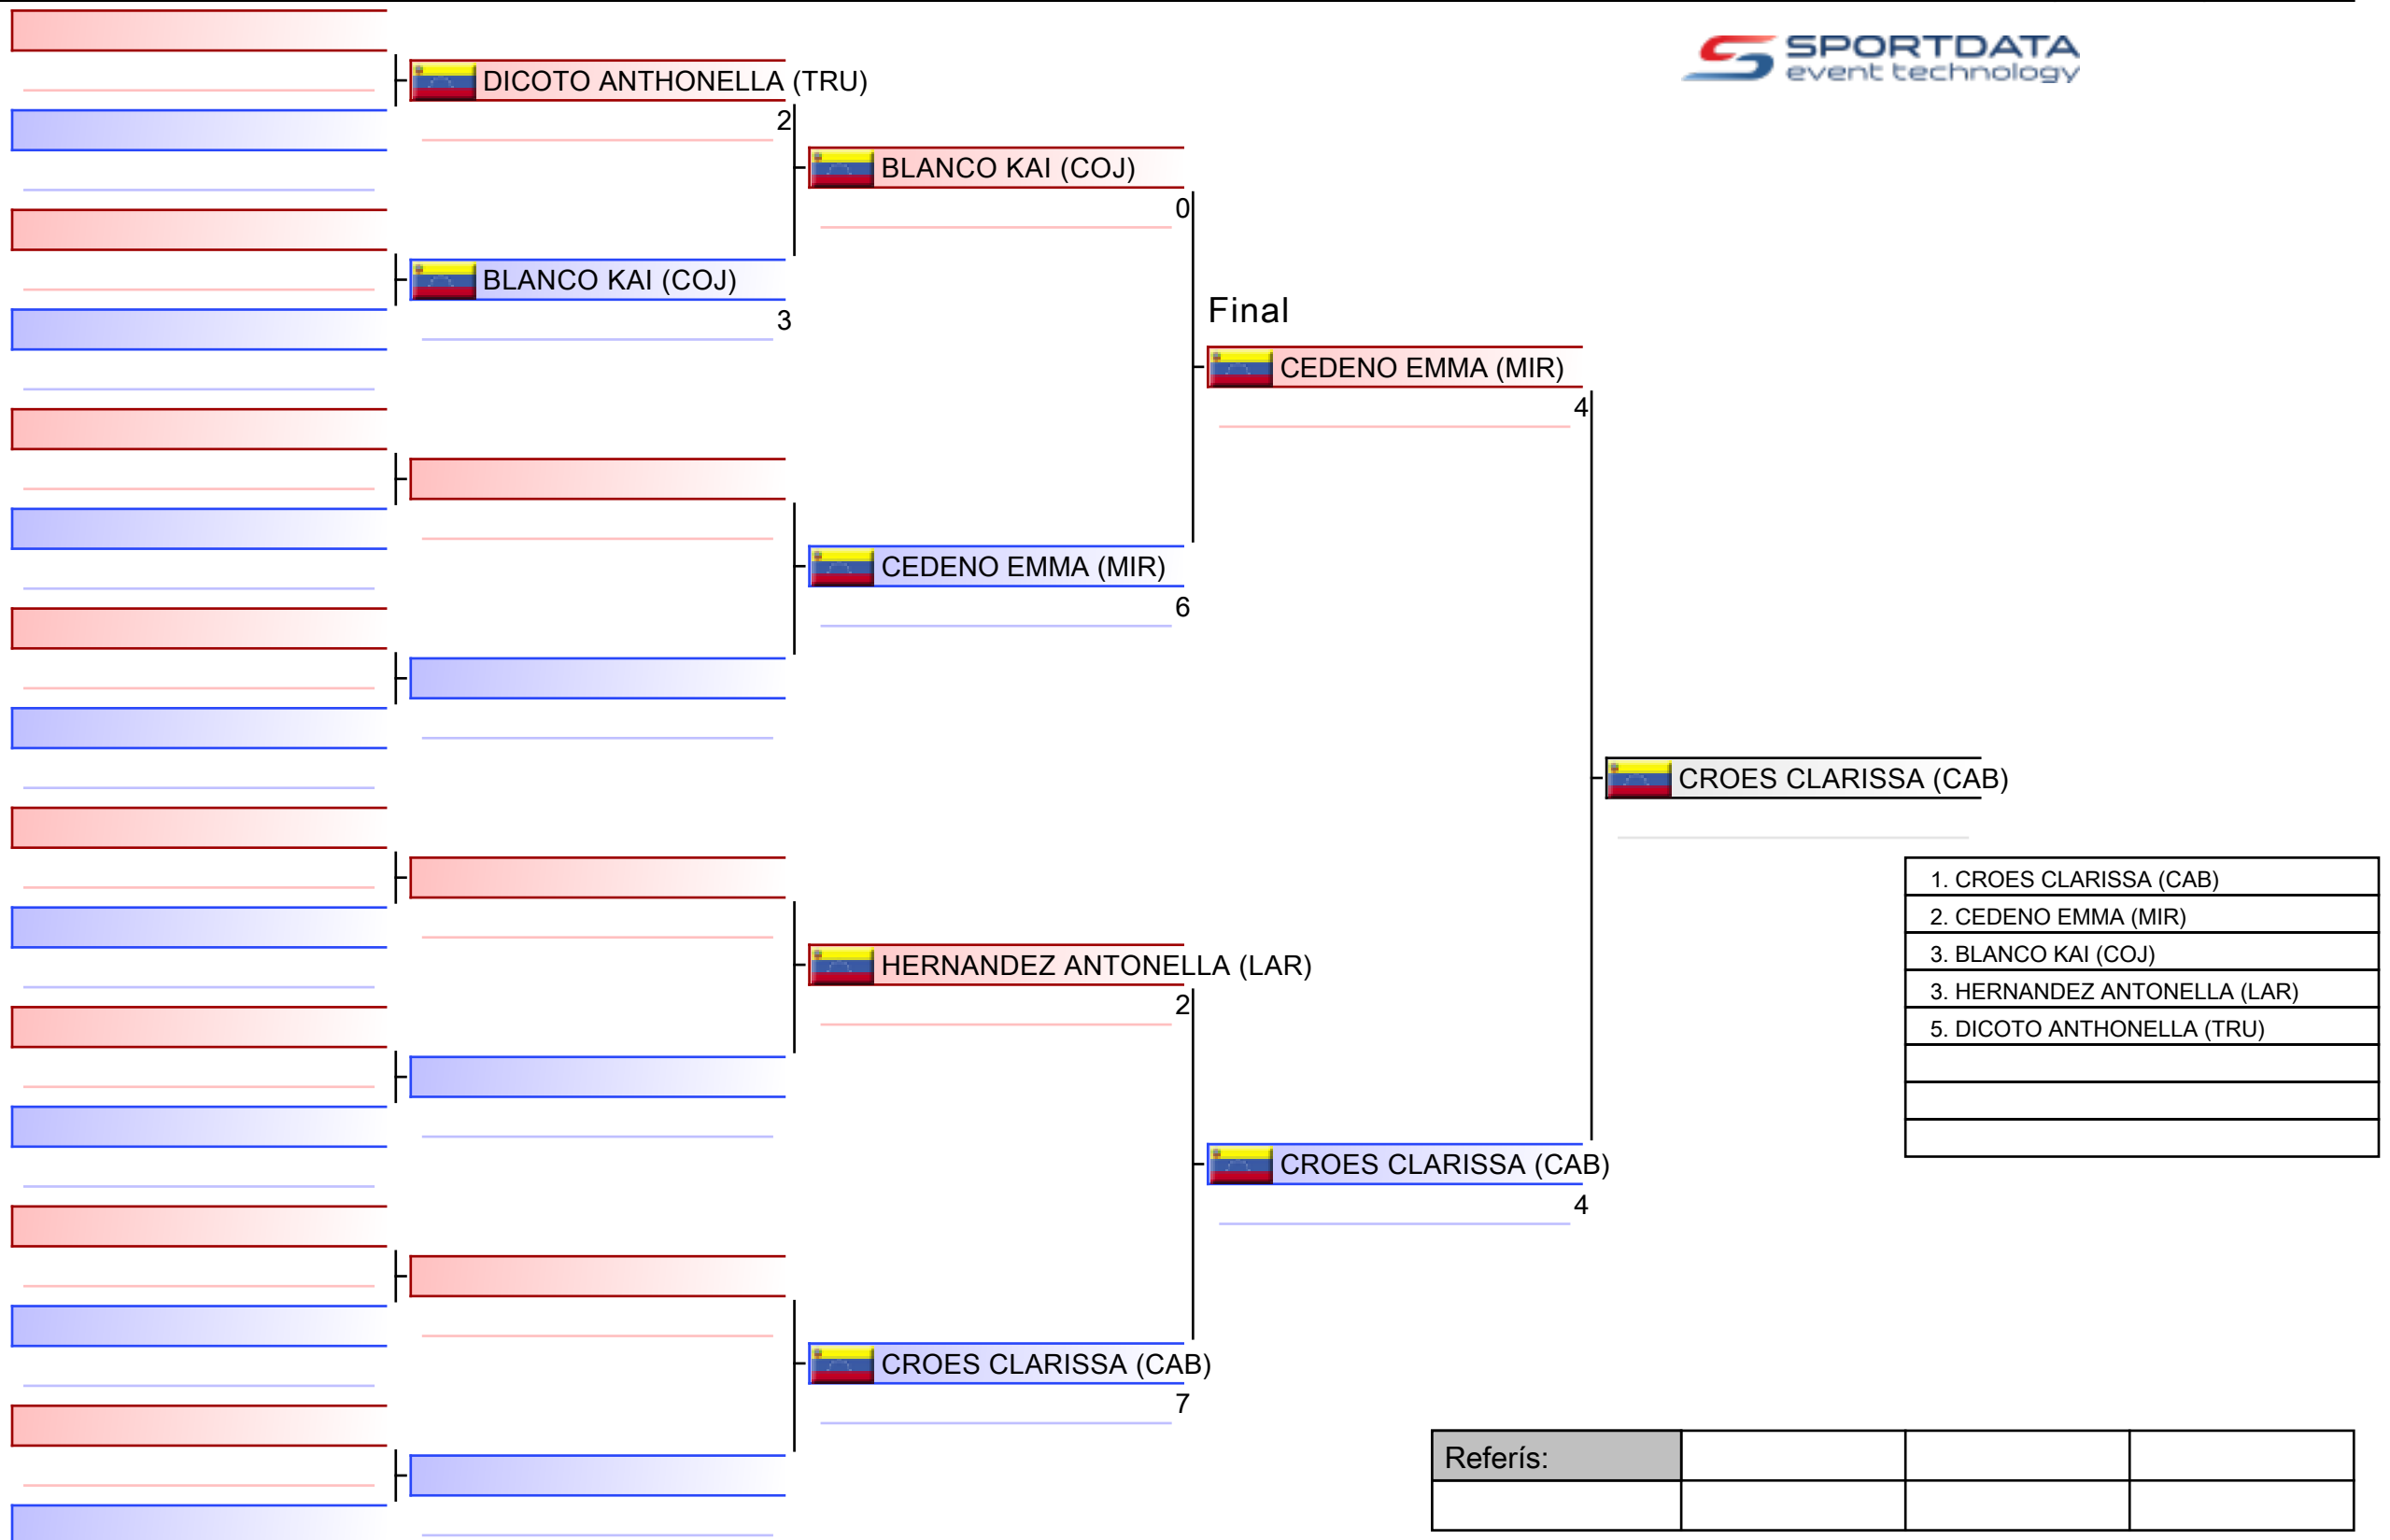 SPORTDATA
event technology
DICOTO ANTHONELLA (TRU)
2
BLANCO KAI (COJ)
0
BLANCO KAI (COJ)
3
Final
CEDENO EMMA (MIR)
4
CEDENO EMMA (MIR)
6
CROES CLARISSA (CAB)
1. CROES CLARISSA (CAB)
2. CEDENO EMMA (MIR)
3. BLANCO KAI (COJ)
3. HERNANDEZ ANTONELLA (LAR)
5. DICOTO ANTHONELLA (TRU)
HERNANDEZ ANTONELLA (LAR)
2
CROES CLARISSA (CAB)
4
CROES CLARISSA (CAB)
7
Referís: